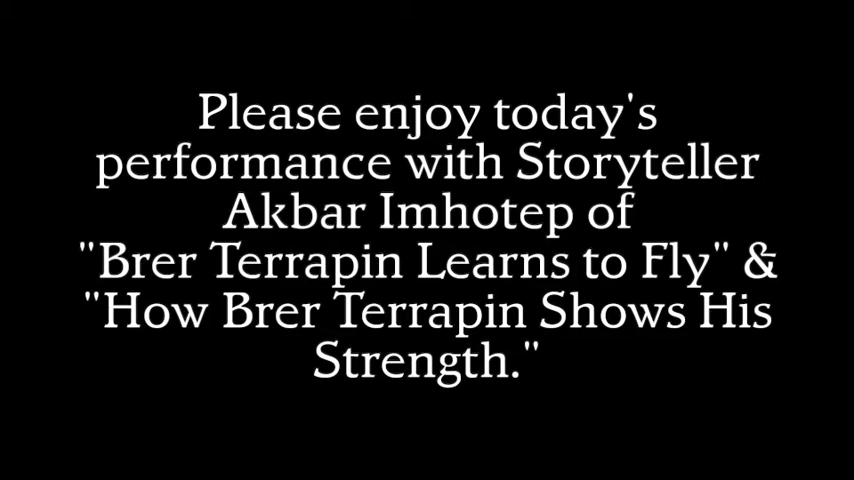 Please enjoy today's
performance with Storyteller
Akbar Imhotep of
"Brer Terrapin Learns to Fly" &
"How Brer Terrapin Shows His
Strength."